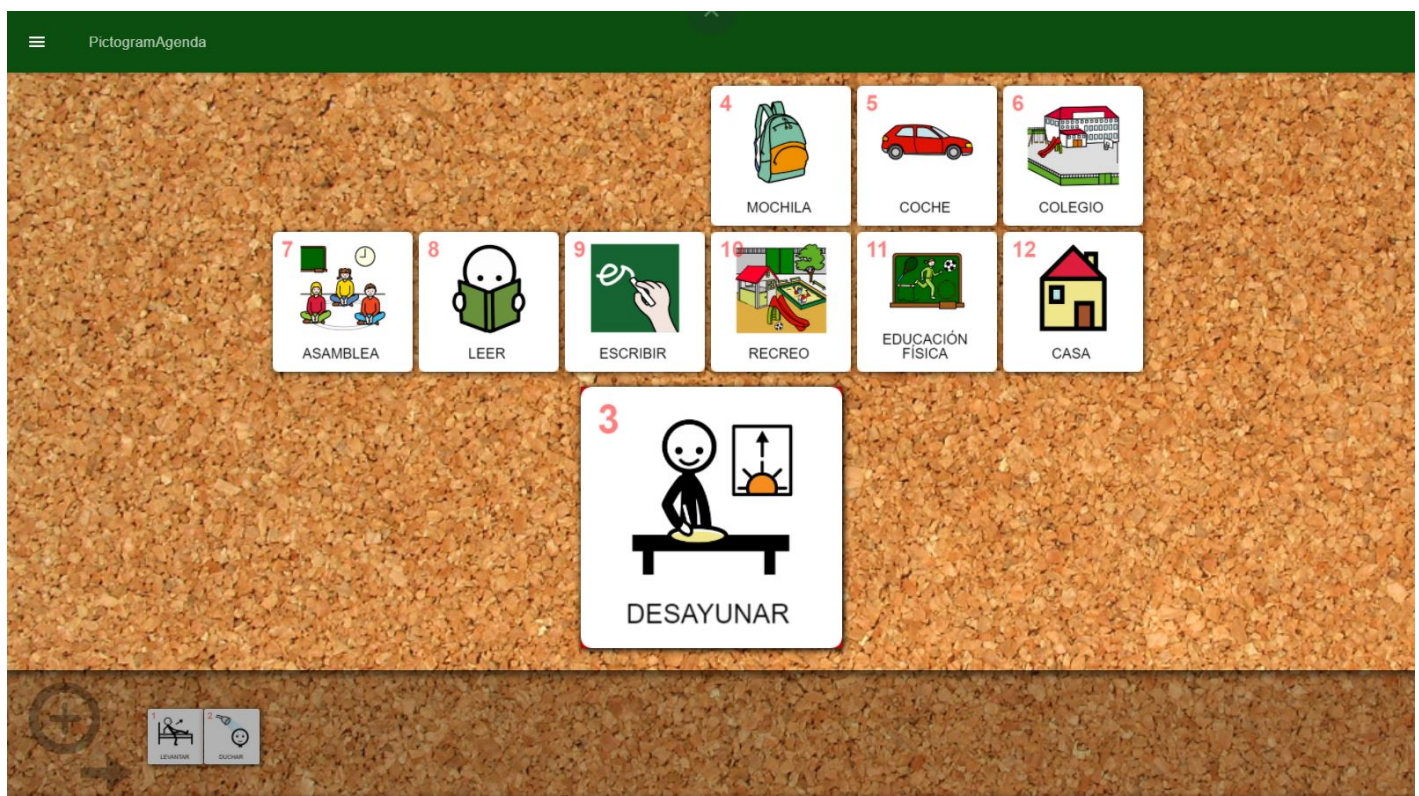 PictogramAgenda
4
MOCHILA
5
COCHE
6
COLEGIO
7
ASAMBLEA
8
LEER
9
ESCRIBIR
10
RECREO
11
EDUCACIÓN
FÍSICA
12
CASA
3
DESAYUNAR
1
LEVANTAR
2
DUCHAR